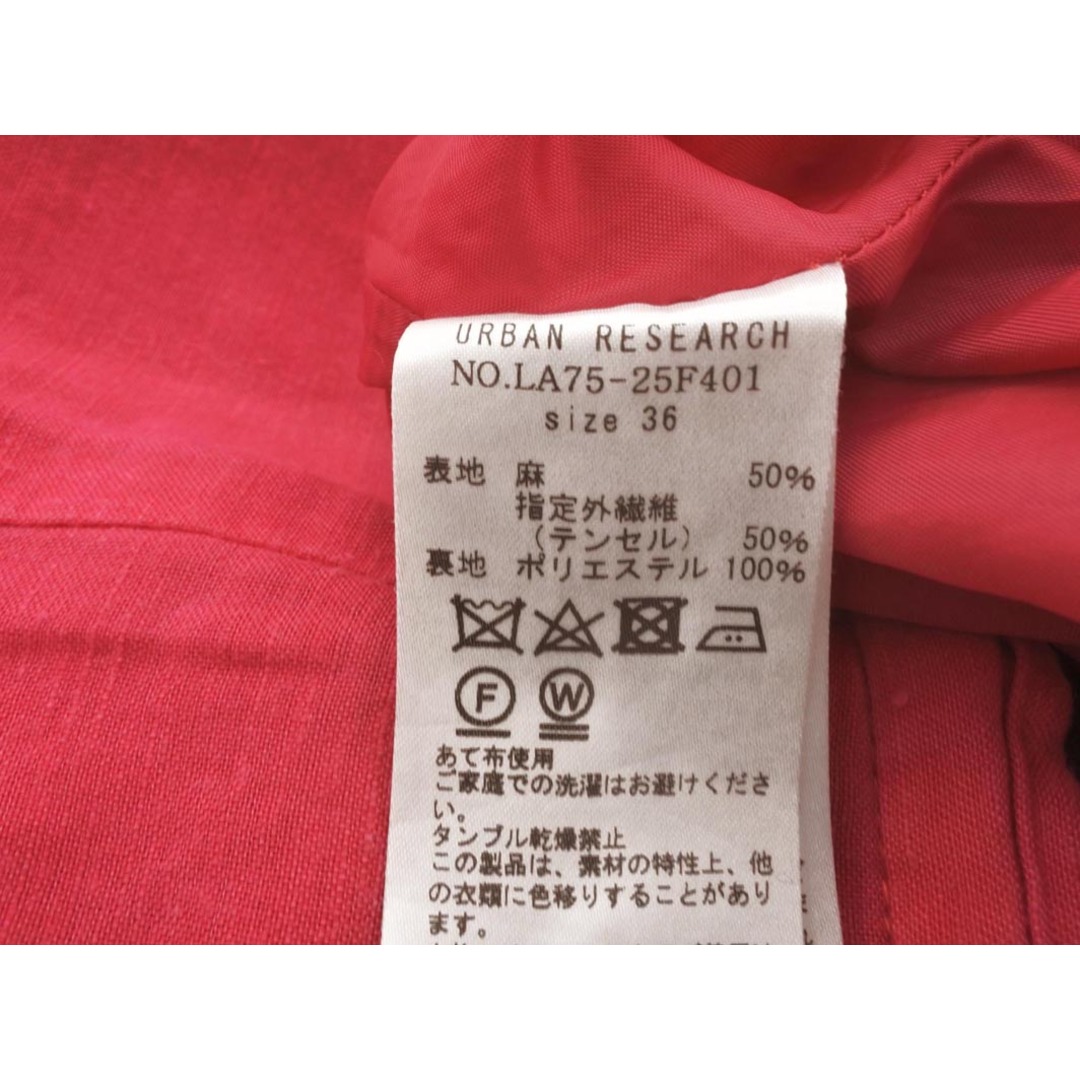 URBAN RESEARCH
NO.LA75-25F401
size 36
表地 麻 50%
指定外繊維
(テンセル) 50%
裏地 ポリエステル 100%
F W
あて布使用
ご家庭での洗濯はお避けくださ
い。
タンブル乾燥禁止
この製品は、素材の特性上、他
の衣類に色移りすることがあり
ます。